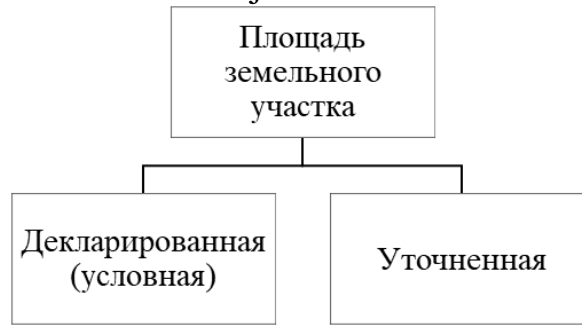 Площадь
земельного
участка
Декларированная
(условная)
Уточненная